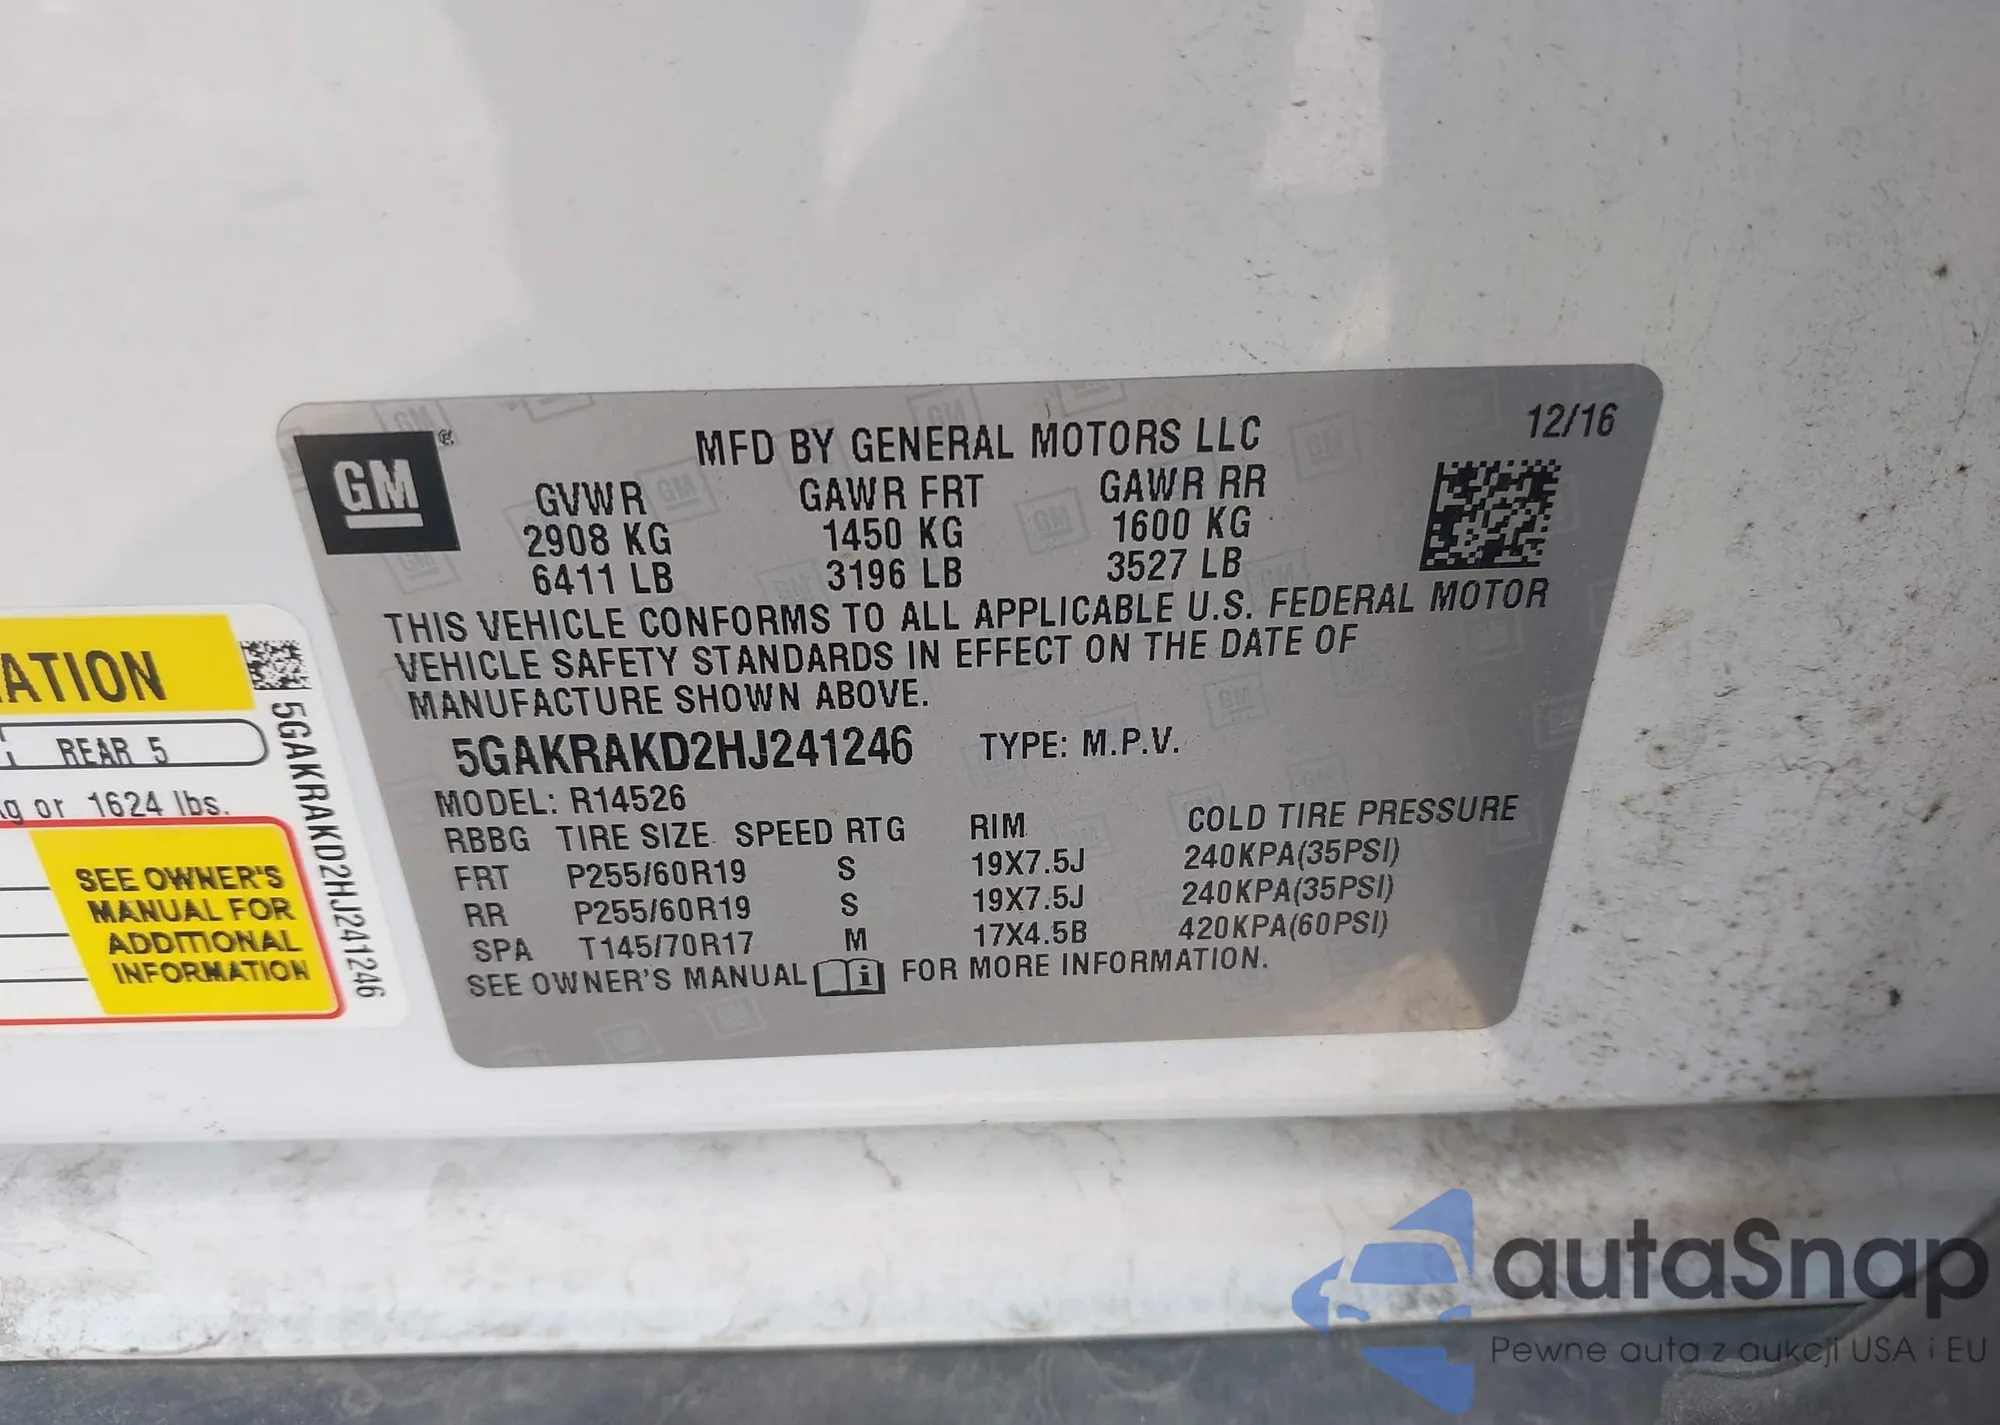 GM
MFD BY GENERAL MOTORS LLC
12/16
GVWR GAWR FRT GAWR RR
2908 KG 1450 KG 1600 KG
6411 LB 3196 LB 3527 LB
THIS VEHICLE CONFORMS TO ALL APPLICABLE U.S. FEDERAL MOTOR
VEHICLE SAFETY STANDARDS IN EFFECT ON THE DATE OF
MANUFACTURE SHOWN ABOVE.
5GAKRAKD2HJ241246 TYPE: M.P.V.
MODEL: R14526
RBBG TIRE SIZE SPEED RTG RIM COLD TIRE PRESSURE
FRT P255/60R19 S 19X7.5J 240KPA(35PSI)
RR P255/60R19 S 19X7.5J 240KPA(35PSI)
SPA T145/70R17 M 17X4.5B 420KPA(60PSI)
SEE OWNER'S MANUAL i FOR MORE INFORMATION.
ATION
REAR 5
kg or 1624 lbs.
SEE OWNER'S
MANUAL FOR
ADDITIONAL
INFORMATION
5GAKRAKD2HJ241246
autaSnap
Pewne auta z aukcji USA i EU